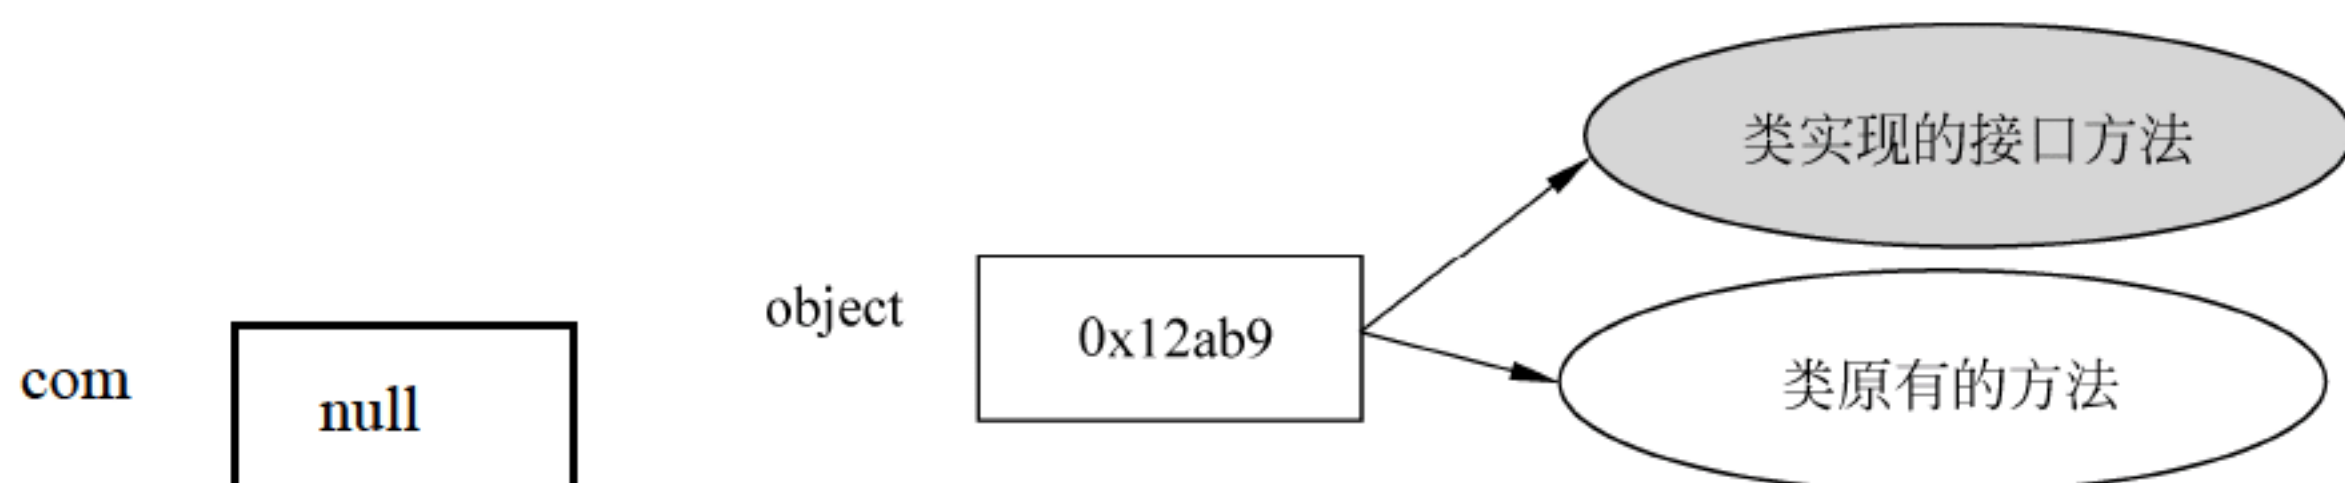 com
null
object
0x12ab9
类实现的接口方法
类原有的方法